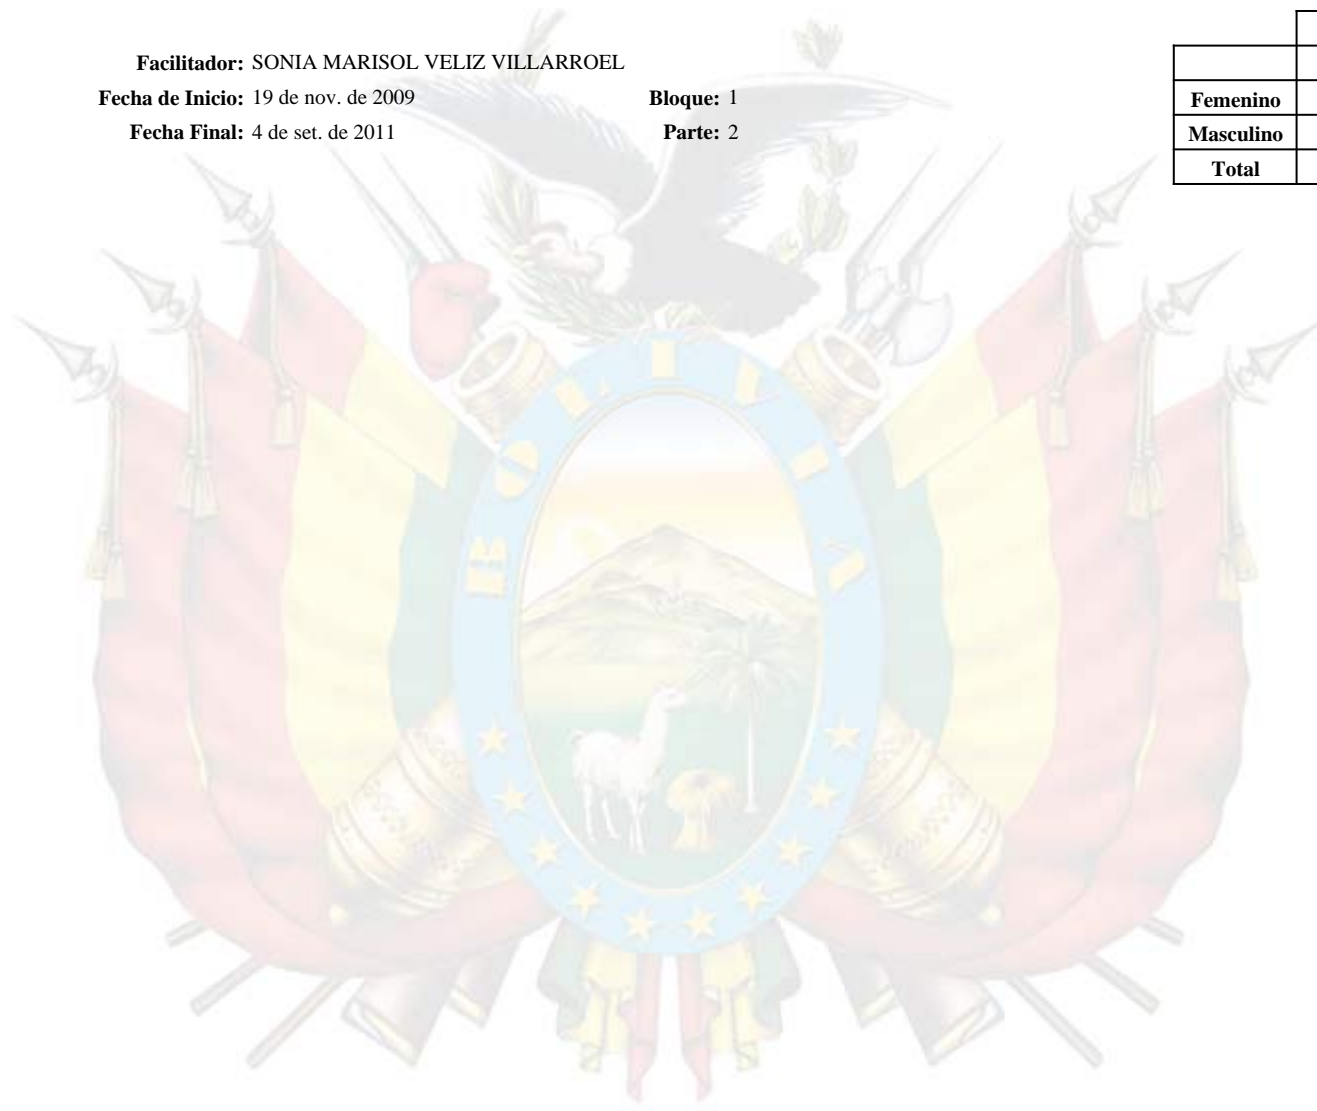 Facilitador: SONIA MARISOL VELIZ VILLARROEL
Fecha de Inicio: 19 de nov. de 2009 Bloque: 1
Fecha Final: 4 de set. de 2011 Parte: 2
Femenino
Masculino
Total
BOLIVIA